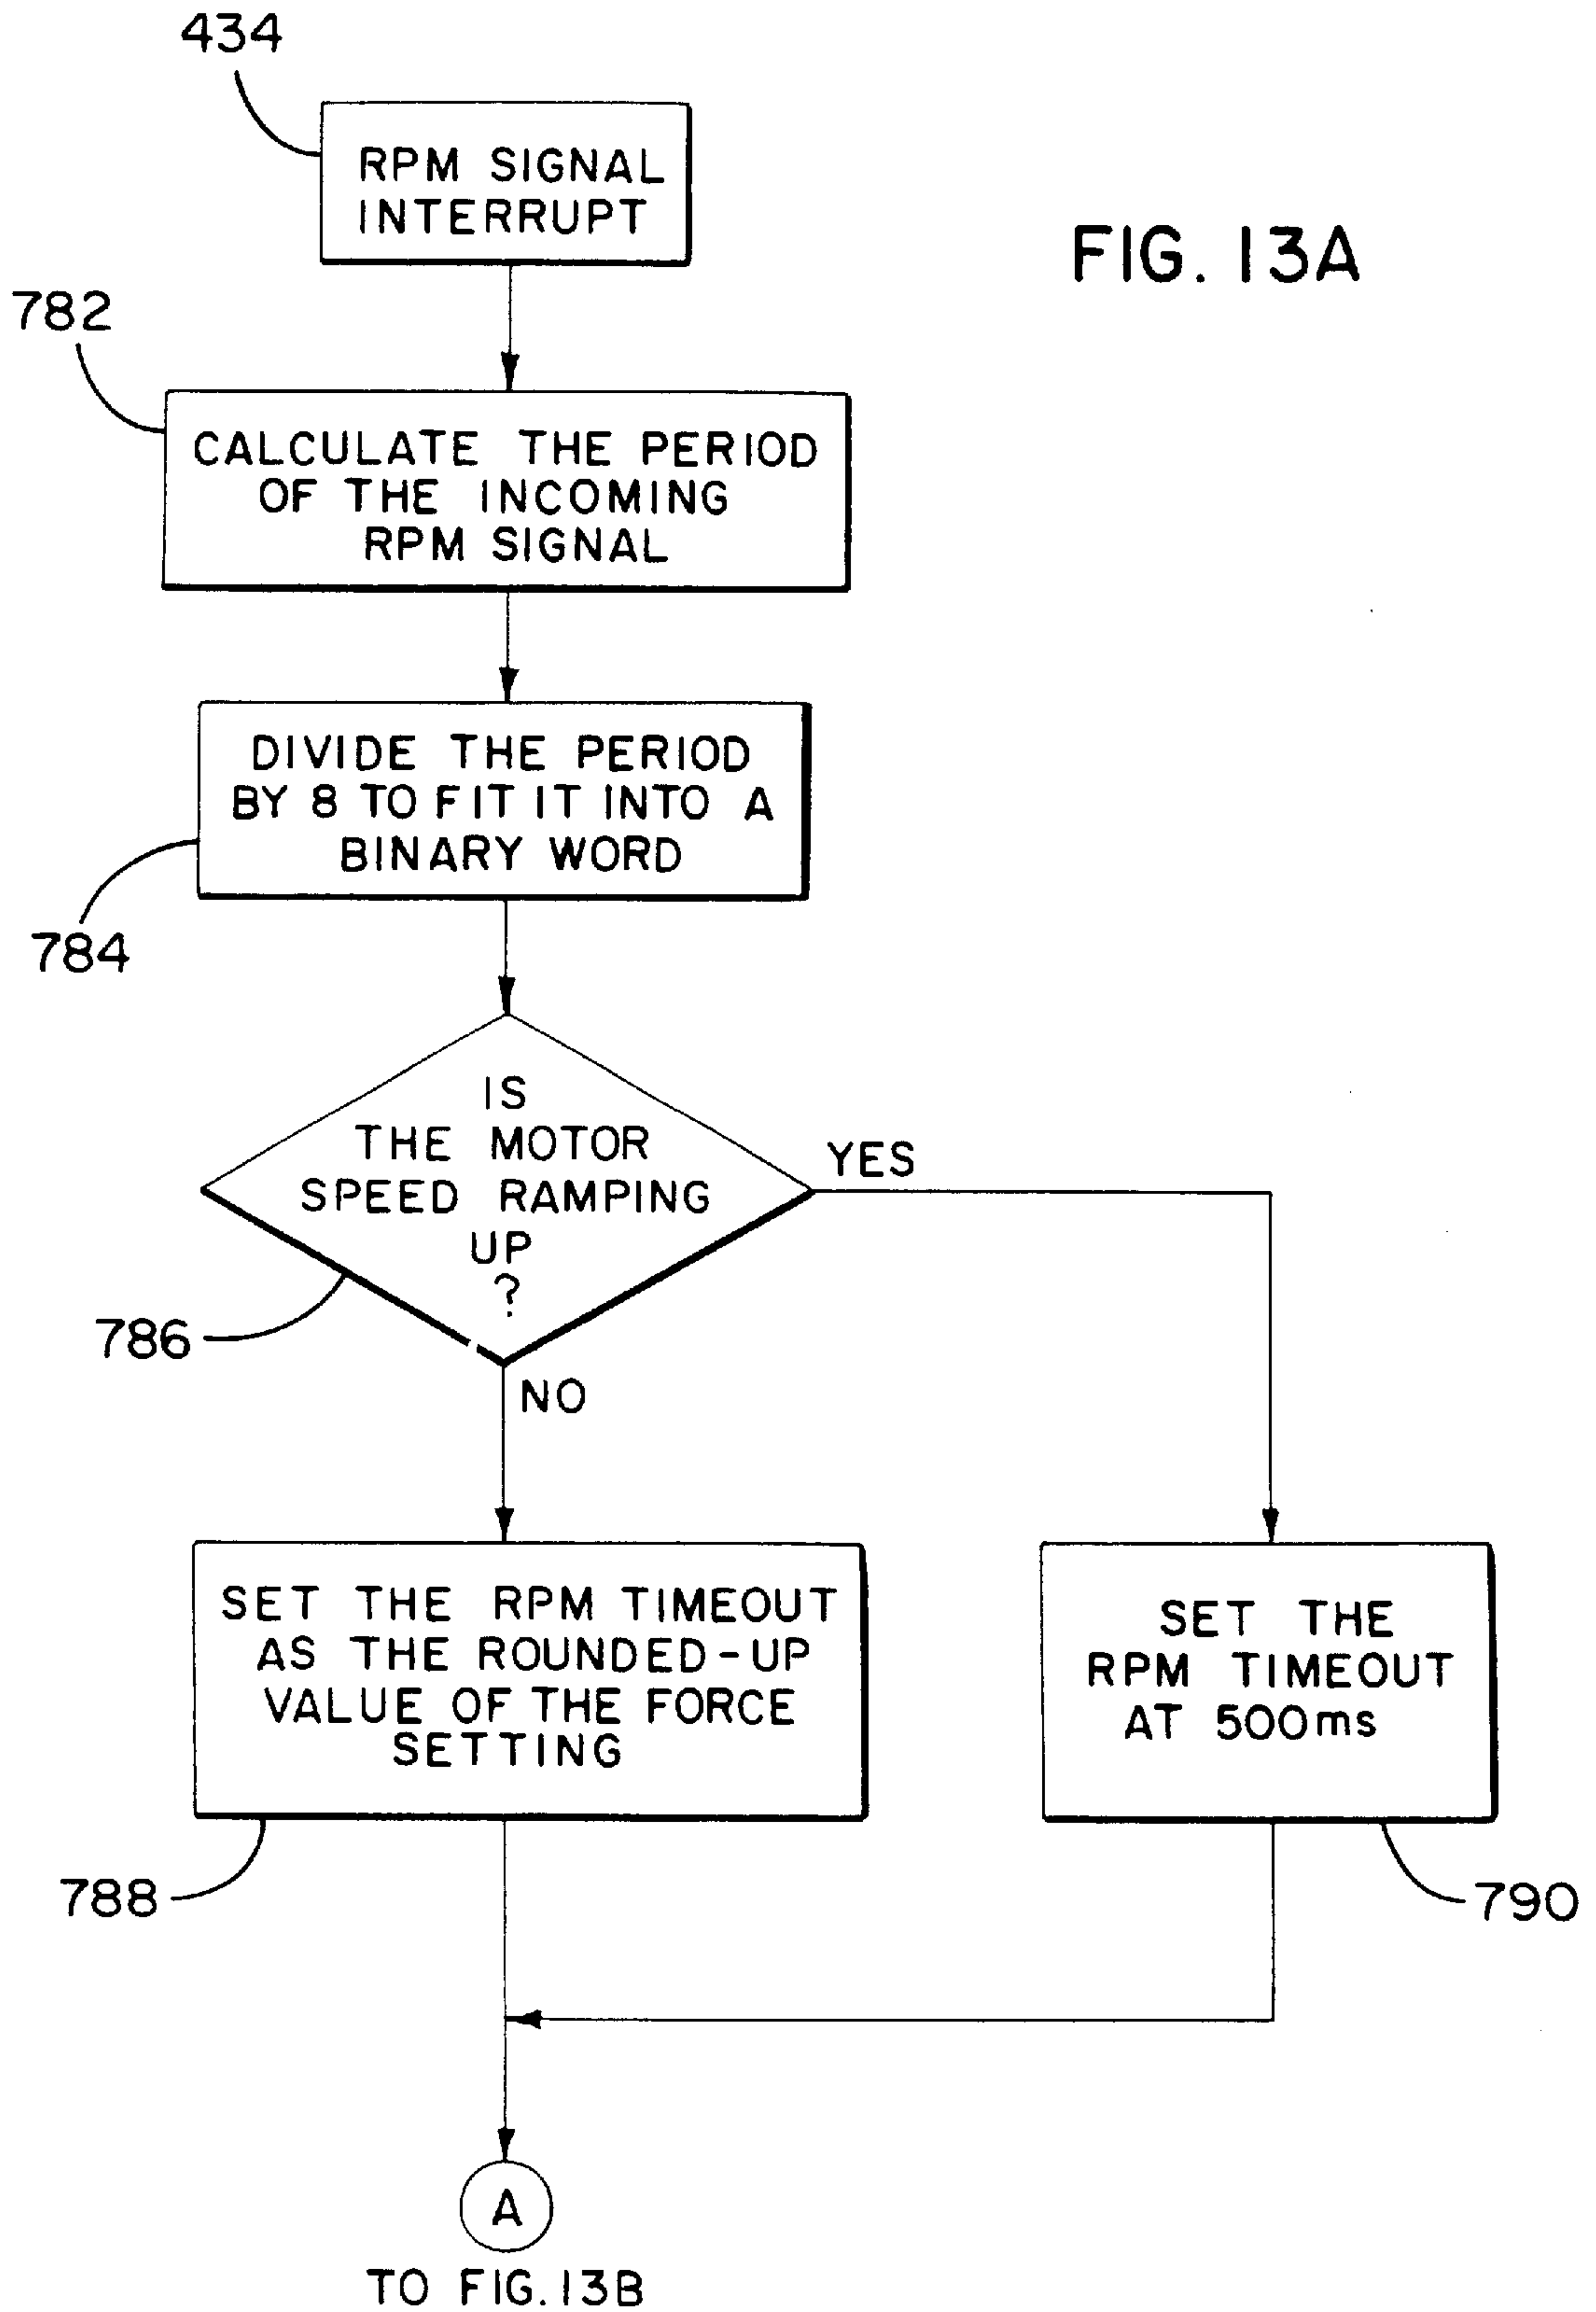 434
RPM SIGNAL
INTERRUPT
FIG. 13A
782
CALCULATE THE PERIOD
OF THE INCOMING
RPM SIGNAL
DIVIDE THE PERIOD
BY 8 TO FIT IT INTO A
BINARY WORD
784
IS
THE MOTOR
SPEED RAMPING
UP
?
YES
786
NO
SET THE RPM TIMEOUT
AS THE ROUNDED-UP
VALUE OF THE FORCE
SETTING
SET THE
RPM TIMEOUT
AT 500ms
788
790
A
TO FIG. 13B